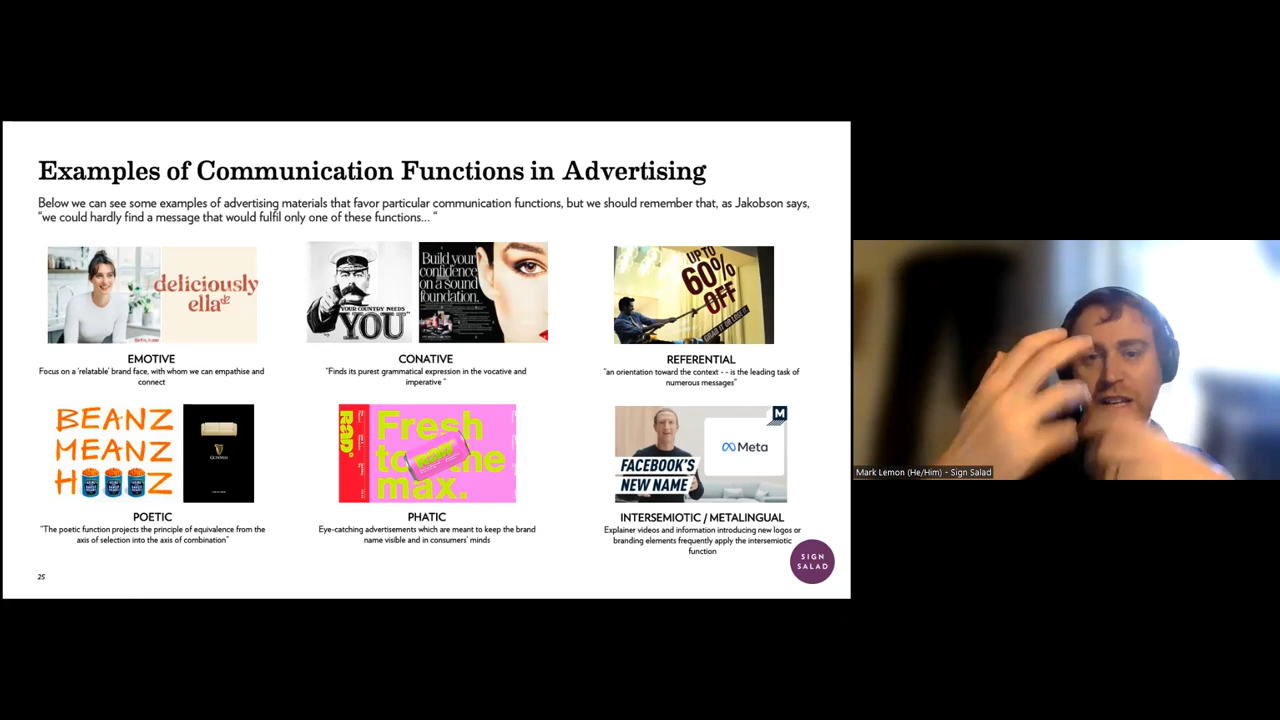 Examples of Communication Functions in Advertising
Below we can see some examples of advertising materials that favor particular communication functions, but we should remember that, as Jakobson says,
"we could hardly find a message that would fulfil only one of these functions... "
deliciously
ella
YOUR COUNTRY NEEDS
YOU"
Build your
confidence
on a sound
foundation.
UP TO
60%
OFF
EMOTIVE
Focus on a 'relatable' brand face, with whom we can empathise and
connect
CONATIVE
"Finds its purest grammatical expression in the vocative and
imperative "
REFERENTIAL
"an orientation toward the context - - is the leading task of
numerous messages"
BEANZ
MEANZ
H Z
GUINNESS
Fresh
to the
max.
M
Meta
FACEBOOK'S
NEW NAME
POETIC
"The poetic function projects the principle of equivalence from the
axis of selection into the axis of combination"
PHATIC
Eye-catching advertisements which are meant to keep the brand
name visible and in consumers' minds
INTERSEMIOTIC / METALINGUAL
Explainer videos and information introducing new logos or
branding elements frequently apply the intersemiotic
function
SIGN
SALAD
25
Mark Lemon (He/Him) - Sign Salad